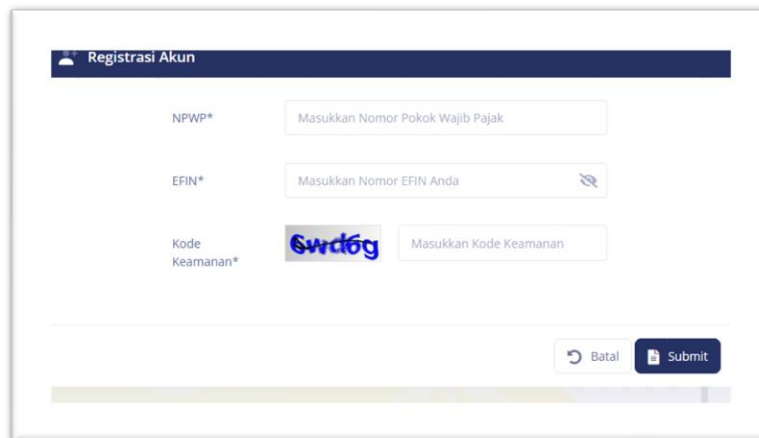 Registrasi Akun
NPWP*
Masukkan Nomor Pokok Wajib Pajak
EFIN*
Masukkan Nomor EFIN Anda
Kode
Keamanan*
6wd6g
Masukkan Kode Keamanan
Batal
Submit